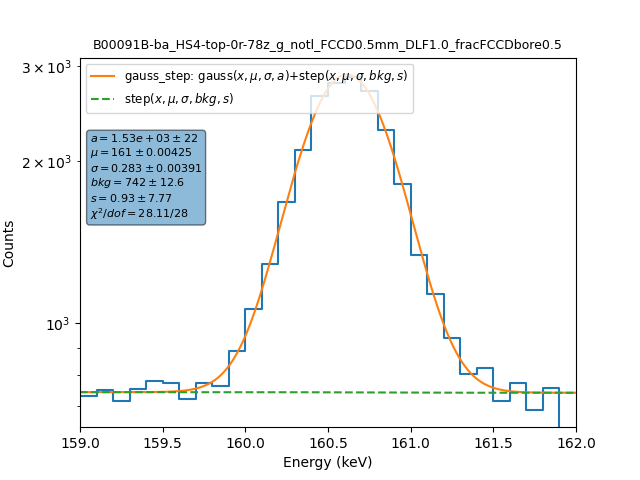 B00091B-ba_HS4-top-0r-78z_g_notl_FCCD0.5mm_DLF1.0_fracFCCDbore0.5
gauss_step: gauss(x, μ, σ, a)+step(x, μ, σ, bkg, s)
step(x, μ, σ, bkg, s)
a = 1.53e + 03 ± 22
μ = 161 ± 0.00425
σ = 0.283 ± 0.00391
bkg = 742 ± 12.6
s = 0.93 ± 7.77
χ²/dof = 28.11/28
3 × 10³
2 × 10³
10³
Counts
159.0 159.5 160.0 160.5 161.0 161.5 162.0
Energy (keV)